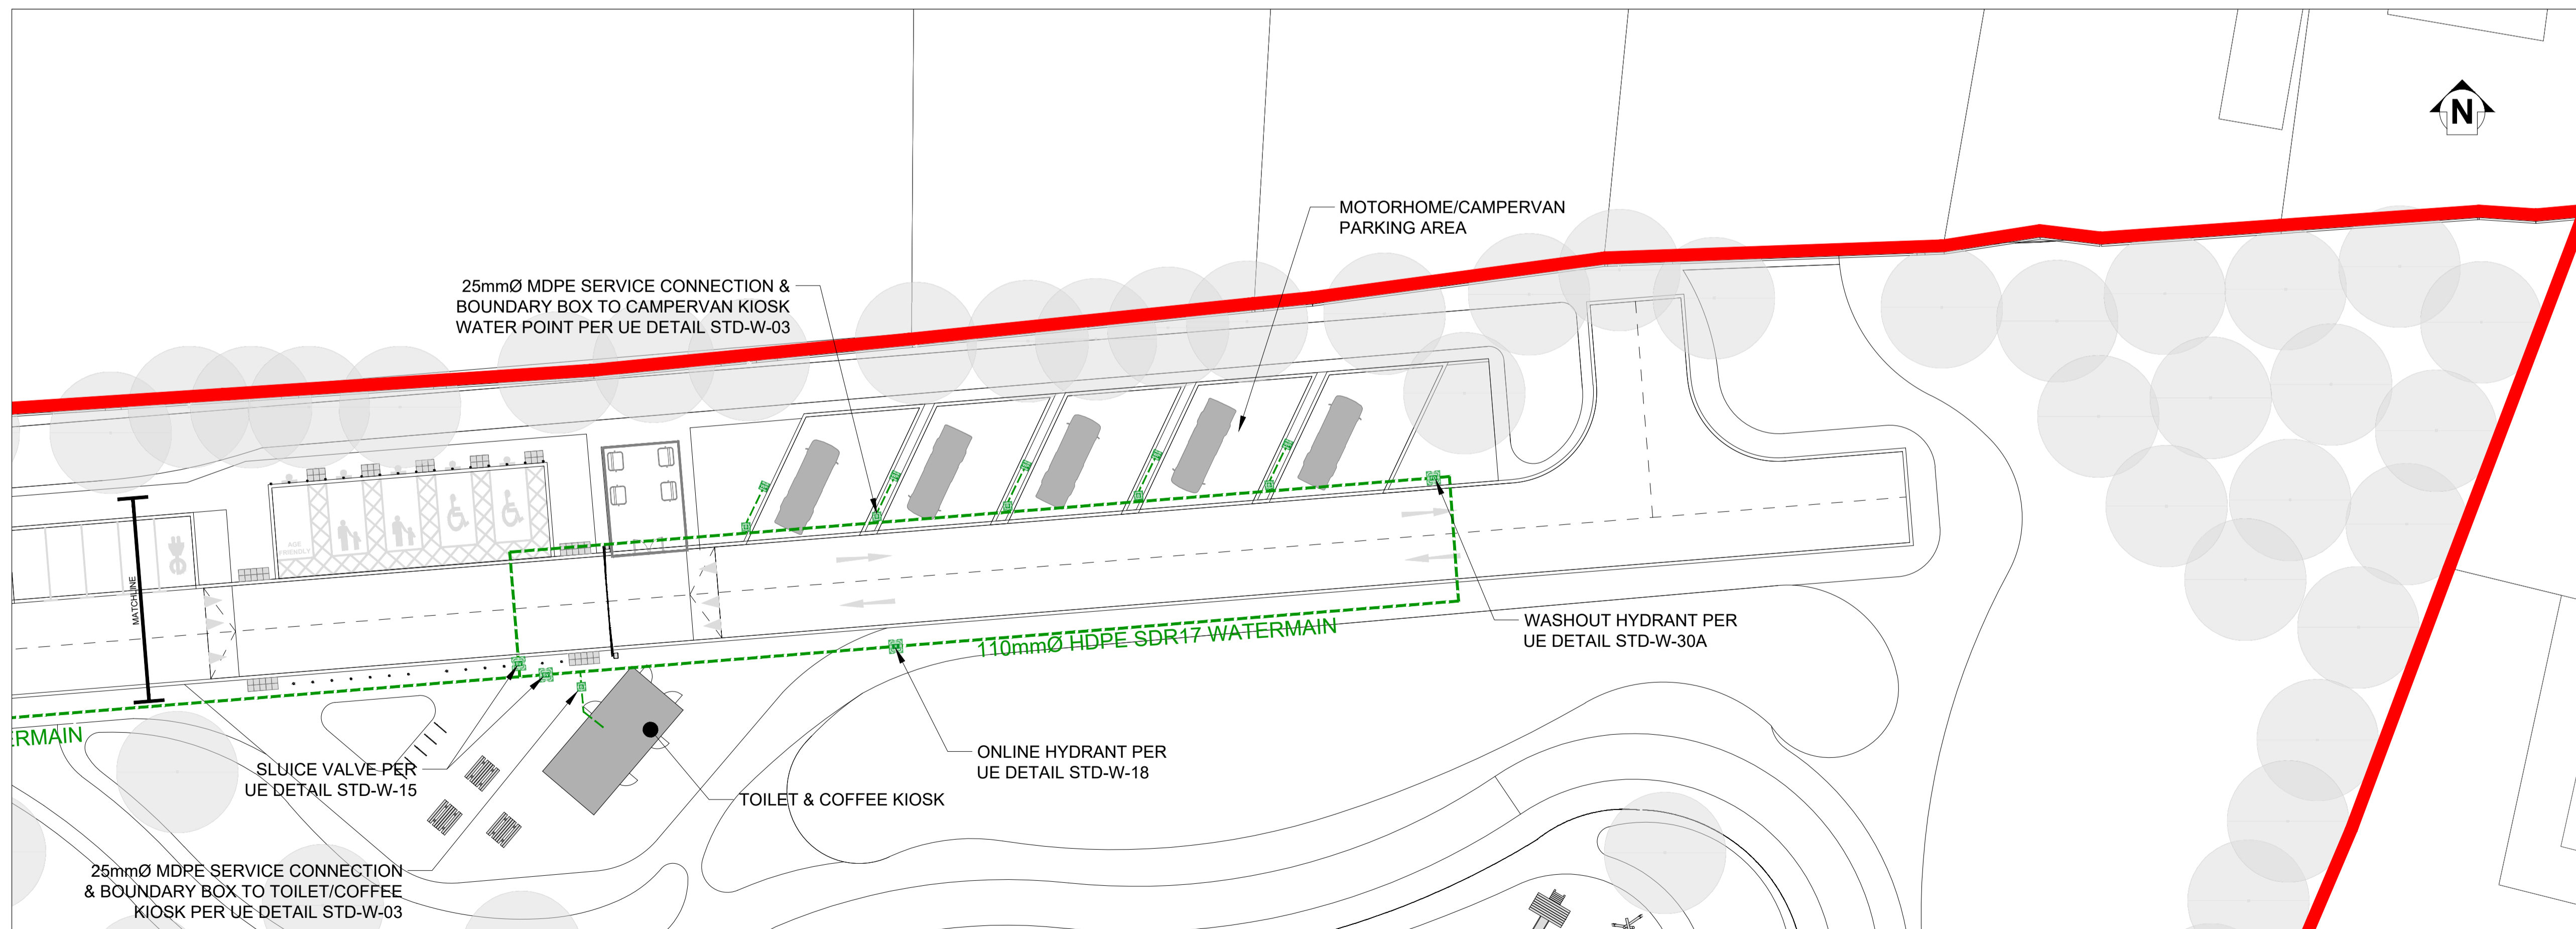 N
MOTORHOME/CAMPERVAN
PARKING AREA
25mmØ MDPE SERVICE CONNECTION &
BOUNDARY BOX TO CAMPERVAN KIOSK
WATER POINT PER UE DETAIL STD-W-03
AGE
FRIENDLY
MATCHLINE
WASHOUT HYDRANT PER
UE DETAIL STD-W-30A
110mmØ HDPE SDR17 WATERMAIN
ERMAIN
ONLINE HYDRANT PER
UE DETAIL STD-W-18
SLUICE VALVE PER
UE DETAIL STD-W-15
TOILET & COFFEE KIOSK
25mmØ MDPE SERVICE CONNECTION
& BOUNDARY BOX TO TOILET/COFFEE
KIOSK PER UE DETAIL STD-W-03